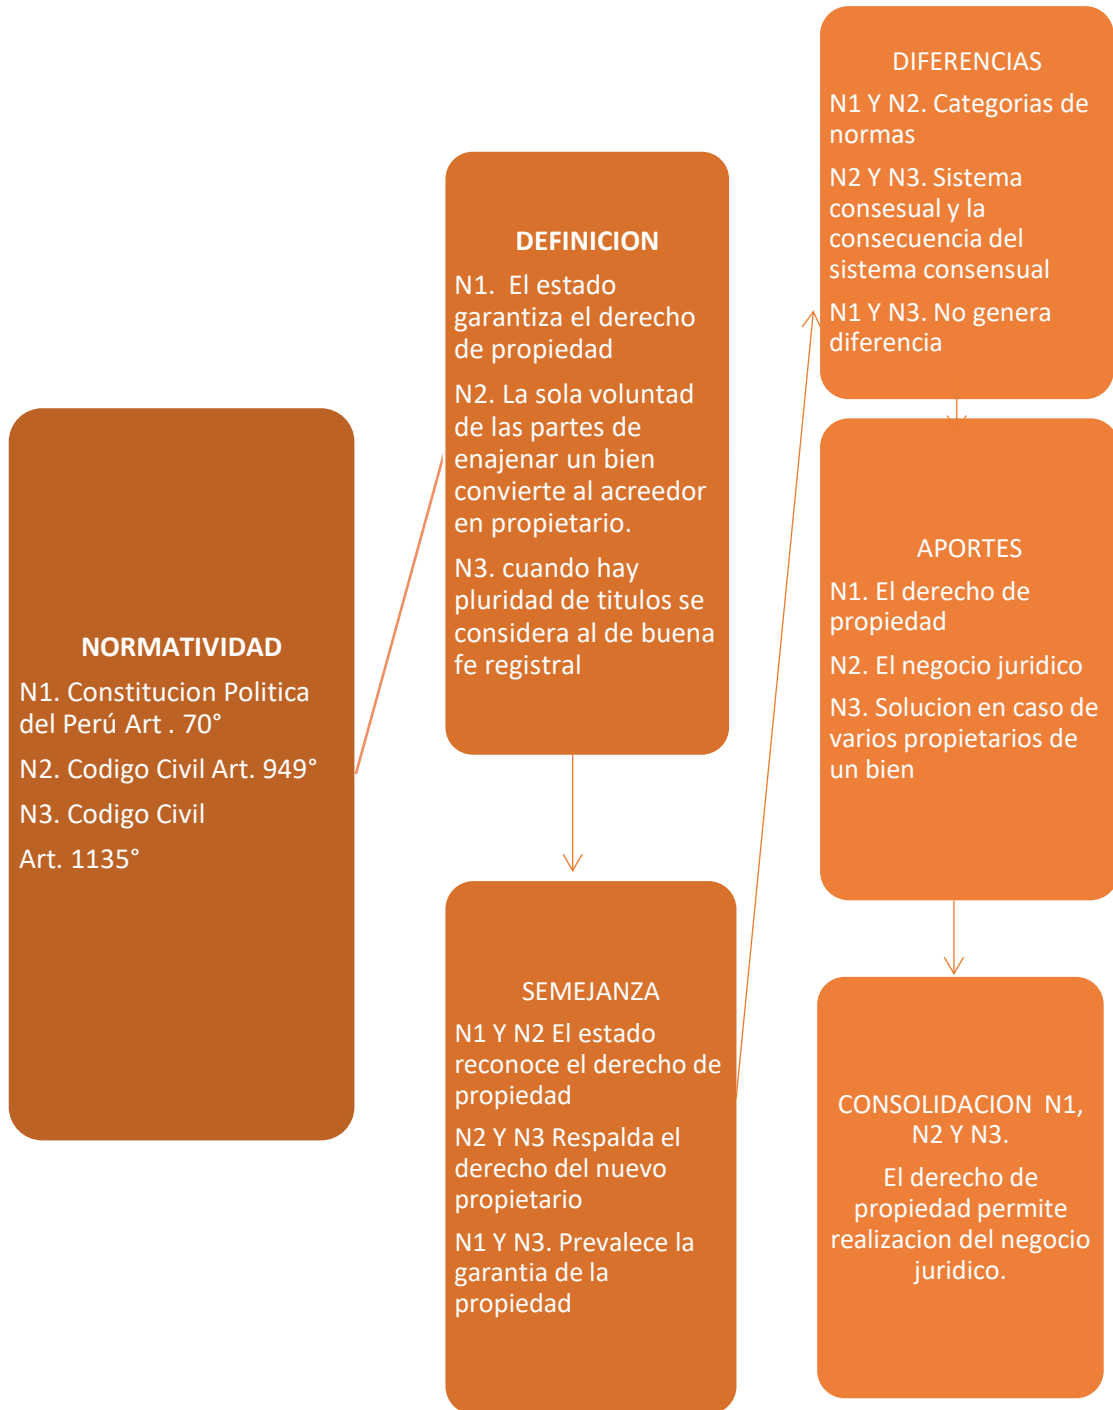 NORMATIVIDAD
N1. Constitucion Politica
del Perú Art . 70°
N2. Codigo Civil Art. 949°
N3. Codigo Civil
Art. 1135°
DEFINICION
N1. El estado
garantiza el derecho
de propiedad
N2. La sola voluntad
de las partes de
enajenar un bien
convierte al acreedor
en propietario.
N3. cuando hay
pluridad de titulos se
considera al de buena
fe registral
SEMEJANZA
N1 Y N2 El estado
reconoce el derecho de
propiedad
N2 Y N3 Respalda el
derecho del nuevo
propietario
N1 Y N3. Prevalece la
garantia de la
propiedad
DIFERENCIAS
N1 Y N2. Categorias de
normas
N2 Y N3. Sistema
consesual y la
consecuencia del
sistema consensual
N1 Y N3. No genera
diferencia
APORTES
N1. El derecho de
propiedad
N2. El negocio juridico
N3. Solucion en caso de
varios propietarios de
un bien
CONSOLIDACION N1,
N2 Y N3.
El derecho de
propiedad permite
realizacion del negocio
juridico.